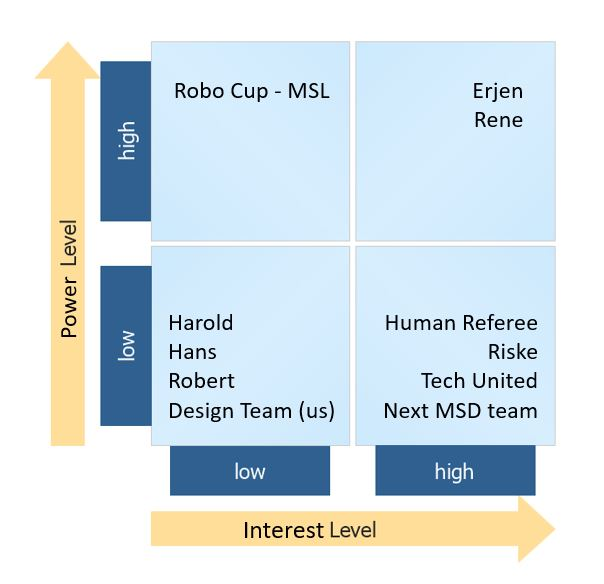 Robo Cup - MSL
Erjen
Rene
high
Power Level
low
Harold
Hans
Robert
Design Team (us)
Human Referee
Riske
Tech United
Next MSD team
low
high
Interest Level